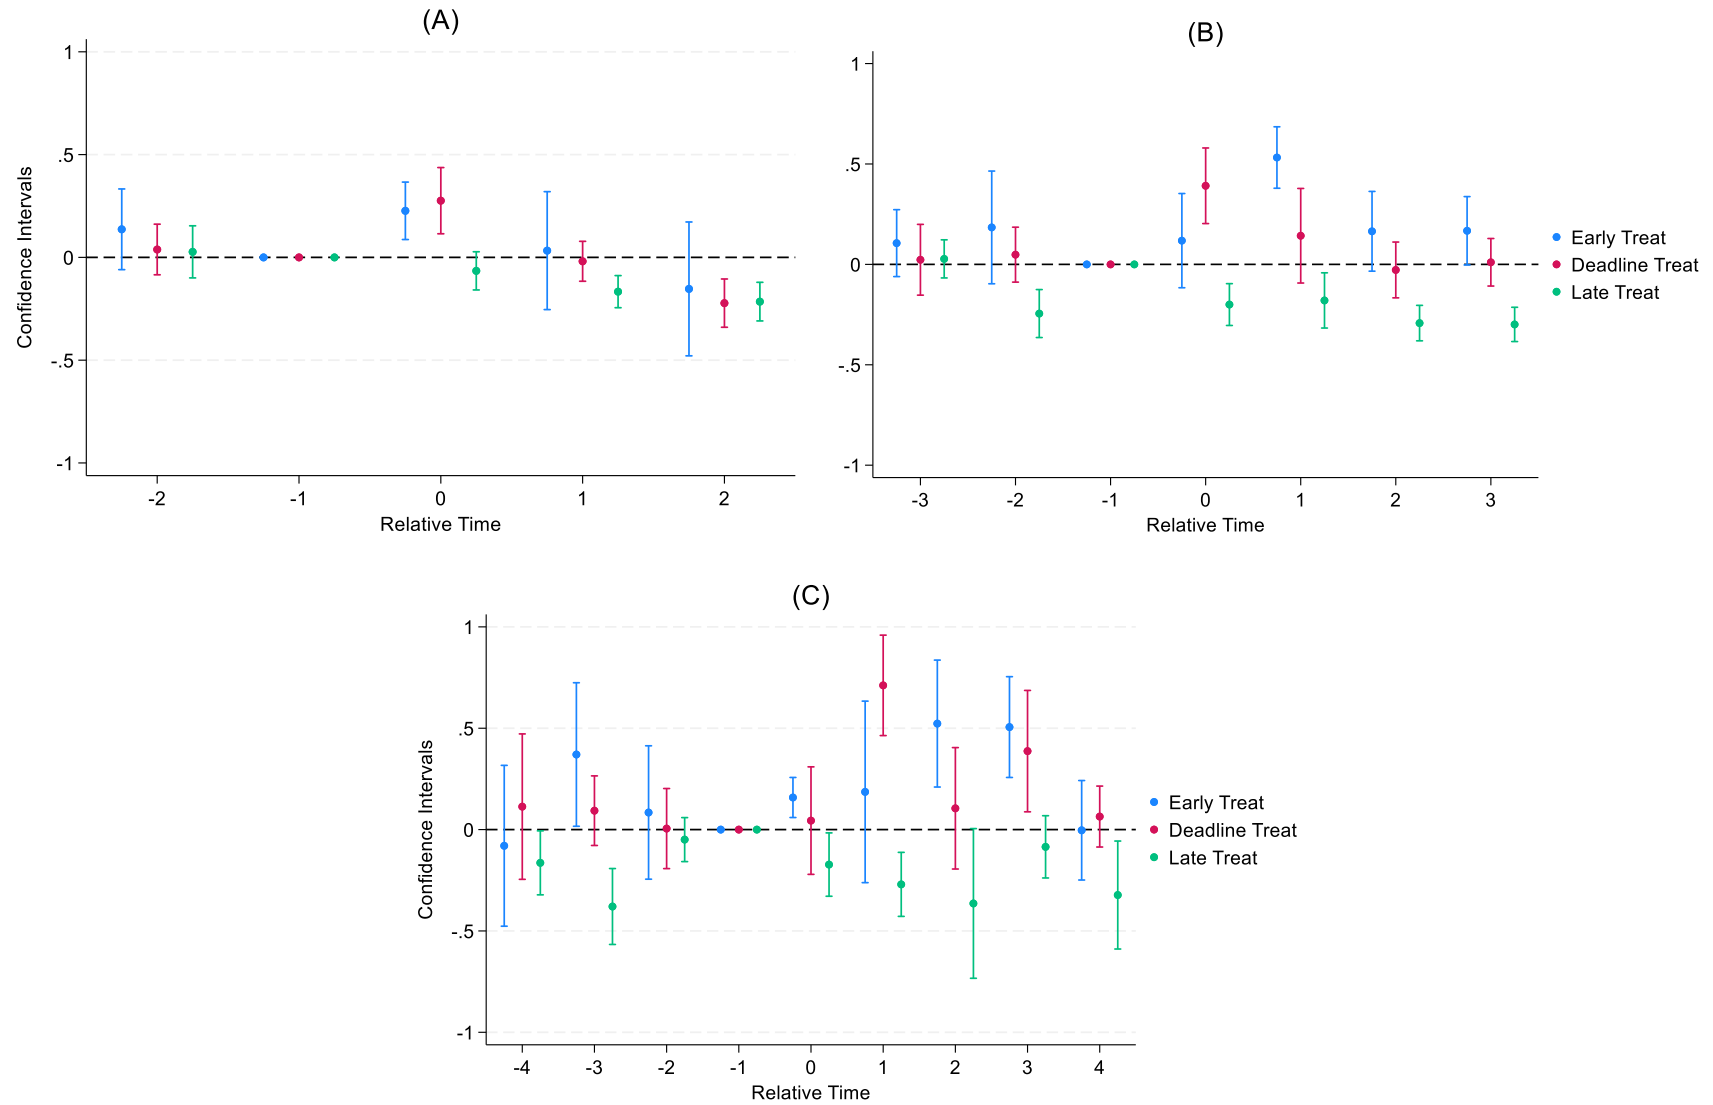 (A)
Confidence Intervals
1
.5
0
-.5
-1
-2 -1 0 1 2
Relative Time
(B)
1
.5
0
-.5
-1
-3 -2 -1 0 1 2 3
Relative Time
Early Treat
Deadline Treat
Late Treat
(C)
Confidence Intervals
1
.5
0
-.5
-1
-4 -3 -2 -1 0 1 2 3 4
Relative Time
Early Treat
Deadline Treat
Late Treat